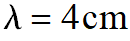 λ = 4cm